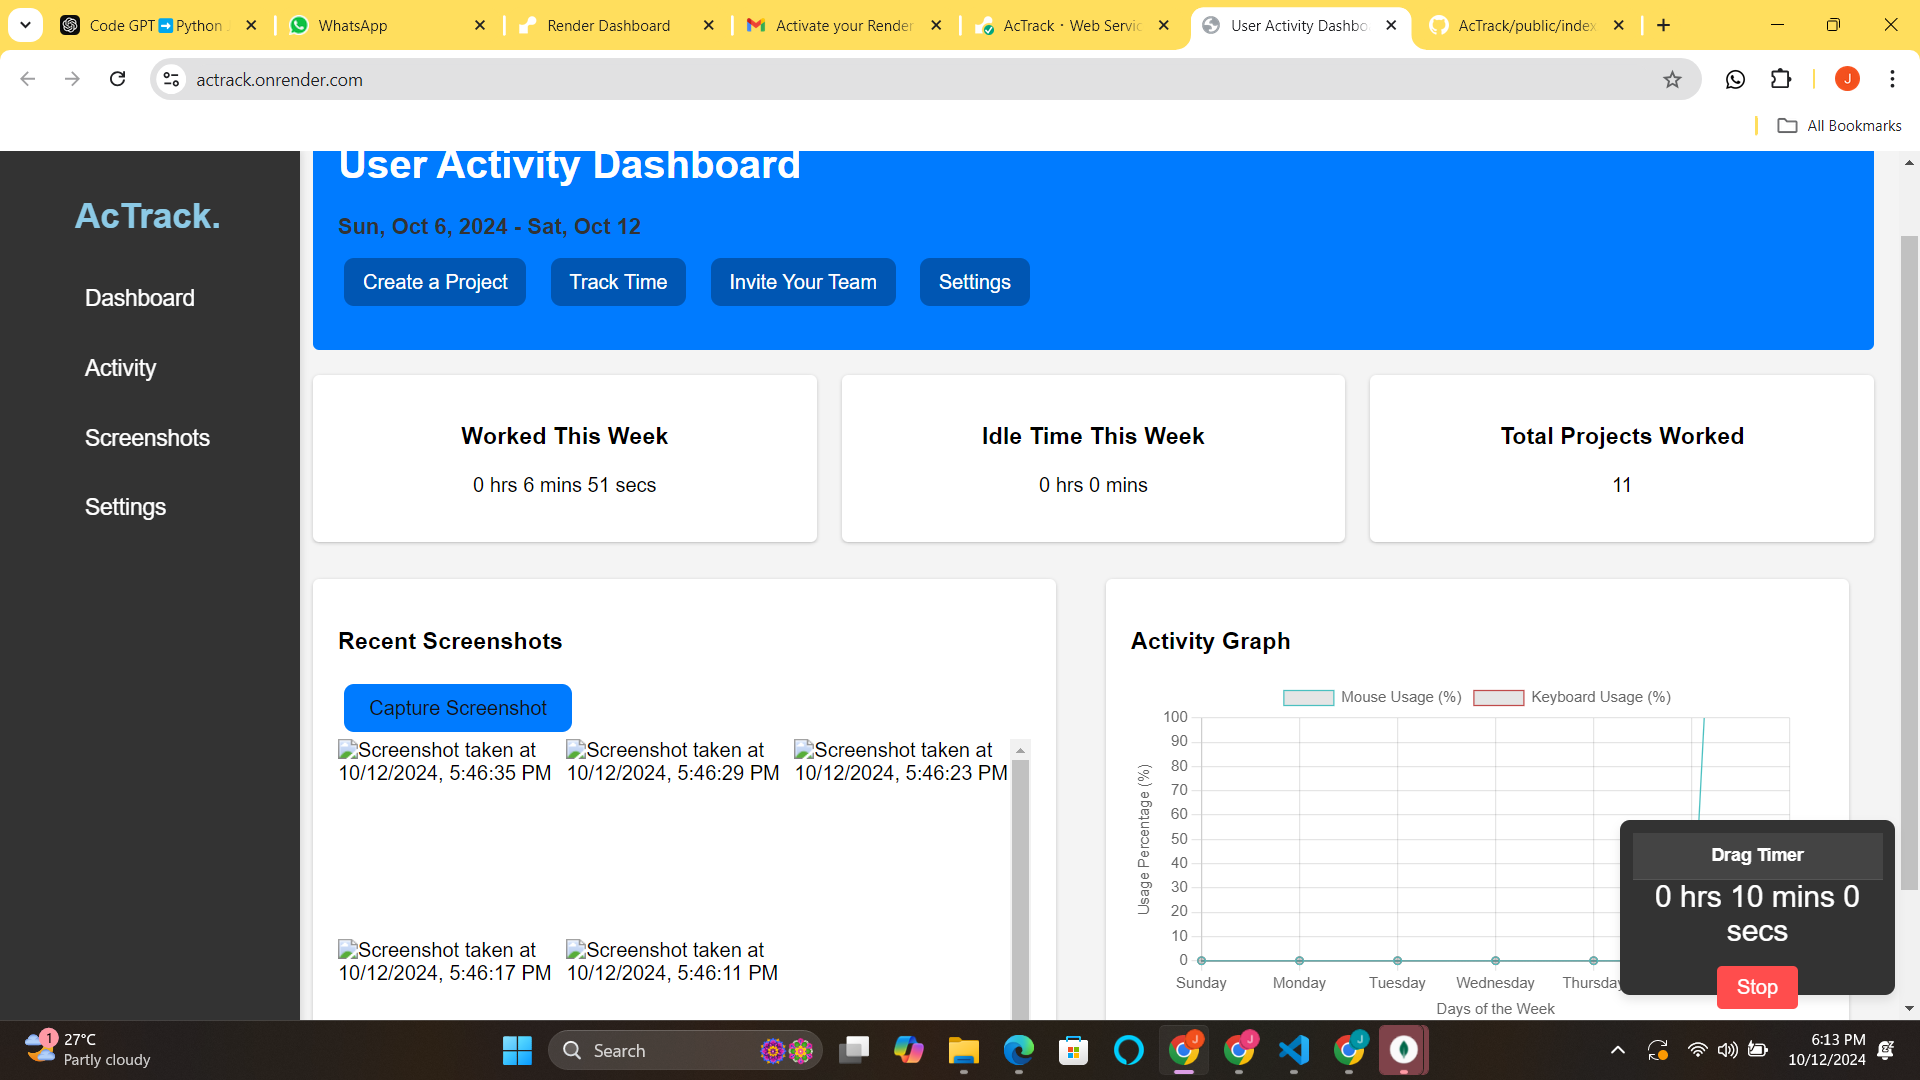 Code GPT➡️Python
WhatsApp
Render Dashboard
Activate your Render
AcTrack · Web Servic
User Activity Dashbo
AcTrack/public/index
actrack.onrender.com
J
All Bookmarks
AcTrack.
Dashboard
Activity
Screenshots
Settings
User Activity Dashboard
Sun, Oct 6, 2024 - Sat, Oct 12
Create a Project
Track Time
Invite Your Team
Settings
Worked This Week
0 hrs 6 mins 51 secs
Idle Time This Week
0 hrs 0 mins
Total Projects Worked
11
Recent Screenshots
Capture Screenshot
Screenshot taken at
10/12/2024, 5:46:35 PM
Screenshot taken at
10/12/2024, 5:46:29 PM
Screenshot taken at
10/12/2024, 5:46:23 PM
Screenshot taken at
10/12/2024, 5:46:17 PM
Screenshot taken at
10/12/2024, 5:46:11 PM
Activity Graph
Mouse Usage (%)
Keyboard Usage (%)
Usage Percentage (%)
100
90
80
70
60
50
40
30
20
10
0
Sunday
Monday
Tuesday
Wednesday
Thursday
Days of the Week
Drag Timer
0 hrs 10 mins 0
secs
Stop
1
27°C
Partly cloudy
Search
J
J
J
6:13 PM
10/12/2024